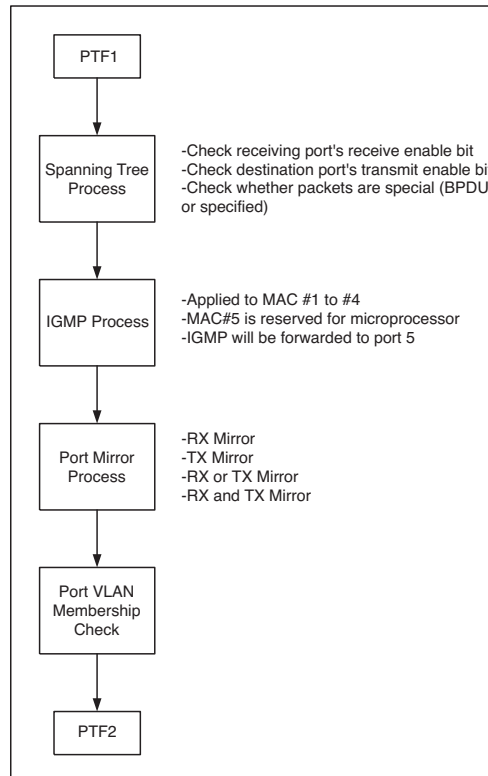 PTF1
Spanning Tree
Process
-Check receiving port's receive enable bit
-Check destination port's transmit enable bi
-Check whether packets are special (BPDU
or specified)
IGMP Process
-Applied to MAC #1 to #4
-MAC#5 is reserved for microprocessor
-IGMP will be forwarded to port 5
Port Mirror
Process
-RX Mirror
-TX Mirror
-RX or TX Mirror
-RX and TX Mirror
Port VLAN
Membership
Check
PTF2